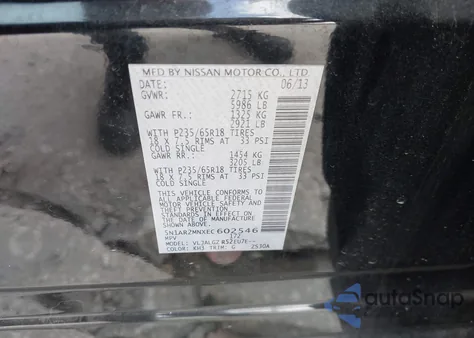 MFD BY NISSAN MOTOR CO., LTD
DATE: 06/13
GVWR: 2715 KG
5986 LB
GAWR FR.: 1325 KG
2921 LB
WITH P235/65R18 TIRES
18 X 7.5 RIMS AT 33 PSI
COLD SINGLE
GAWR RR: 1454 KG
3205 LB
WITH P235/65R18 TIRES
18 X 7.5 RIMS AT 33 PSI
COLD SINGLE
THIS VEHICLE CONFORMS TO ALL
APPLICABLE U.S. FEDERAL MOTOR
VEHICLE SAFETY STANDARDS
IN EFFECT ON THE
DATE OF MANUFACTURE
SHOWN ABOVE
5N1AR2MNXEC602546
MPV
MODEL:
COLOR: KH3 TRIM: G
autoSnap
by Carfast